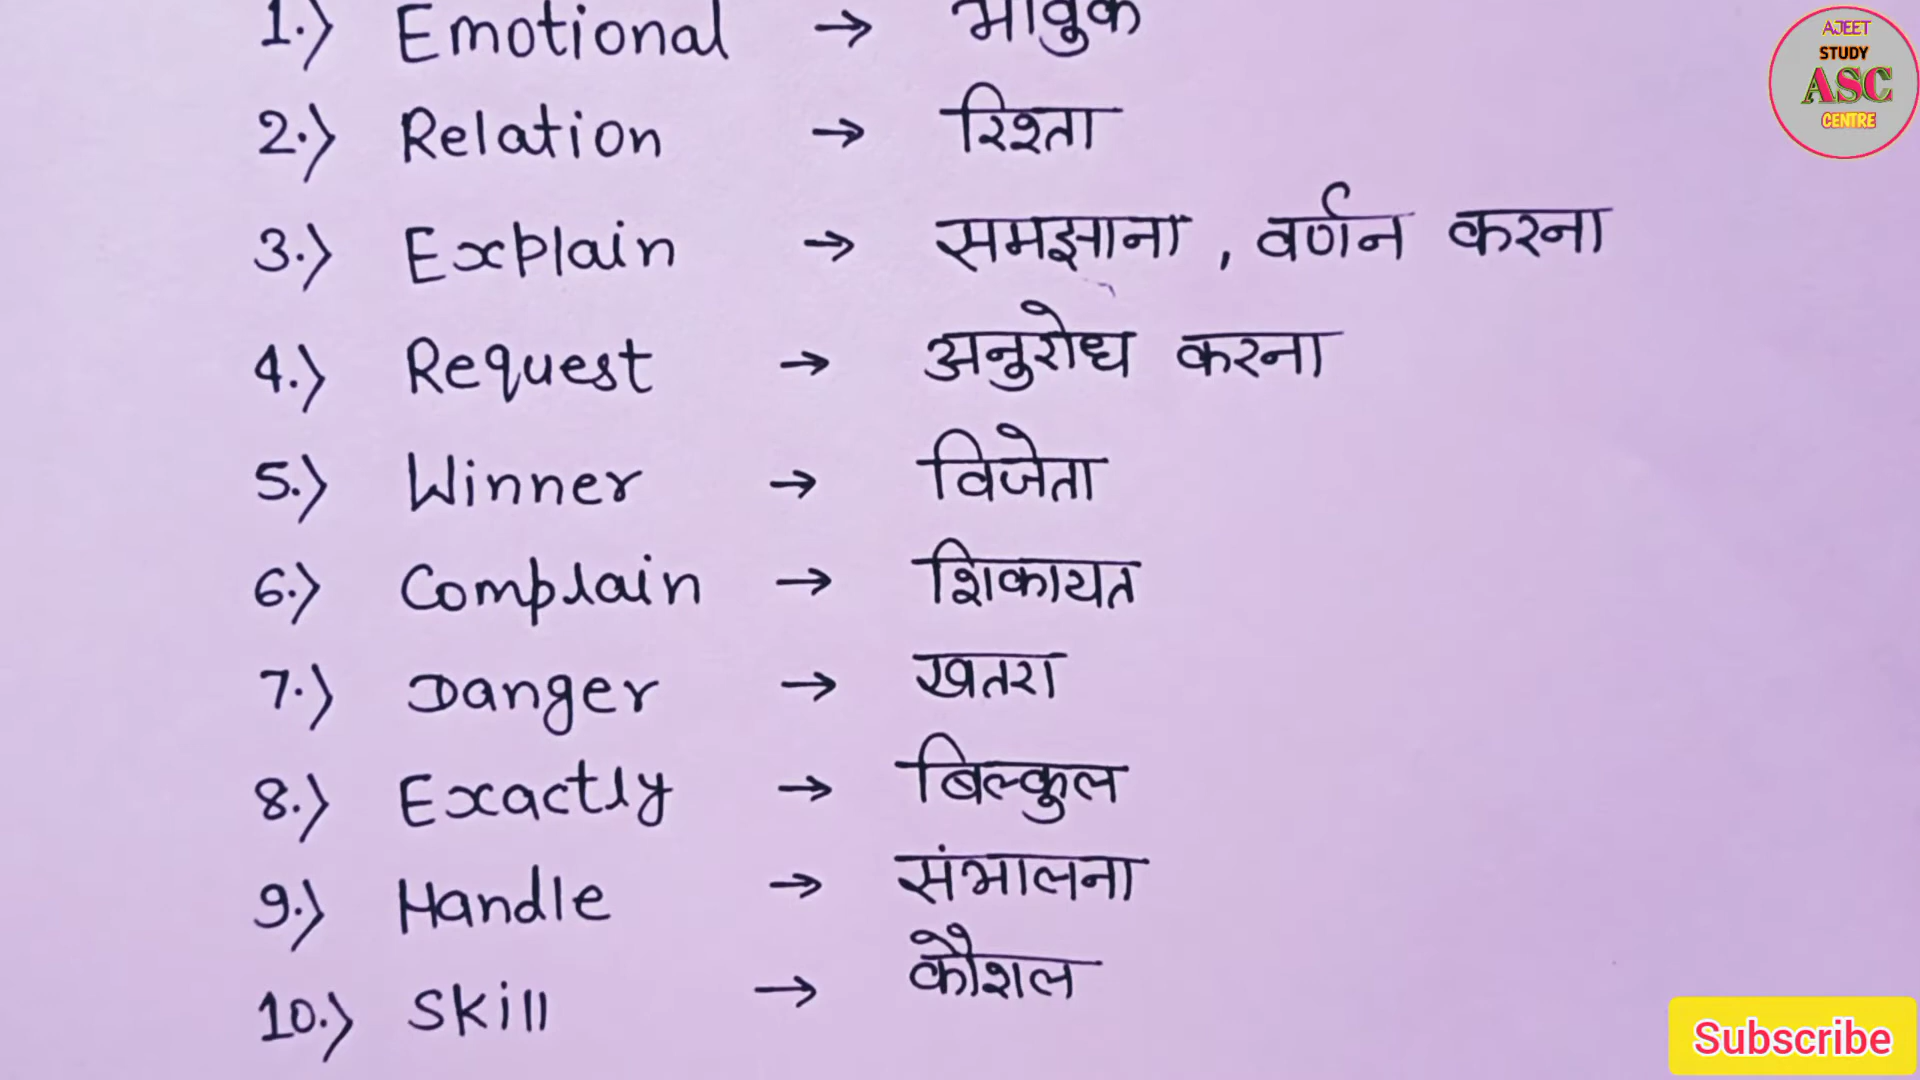 1.) Emotional → भावुक
2.) Relation → रिश्ता
3.) Explain → समझाना , वर्णन करना
4.) Request → अनुरोध करना
5.) Winner → विजेता
6.) Complain → शिकायत
7.) Danger → खतरा
8.) Exactly → बिल्कुल
9.) Handle → संभालना
10.) Skill → कौशल
AJEET
STUDY
ASC
CENTRE
Subscribe